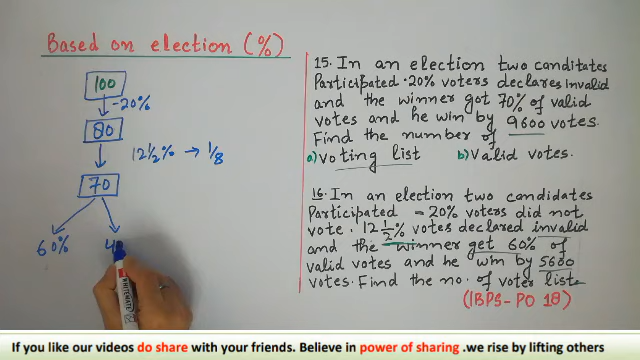 Based on election (%)
100
-20%
80
12½% → 1/8
70
60%
15. In an election two canditates
Participated. 20% voters declares invalid
and the winner got 70% of valid
votes and he win by 9600 votes.
Find the number of
a) voting list b) Valid votes.
16. In an election two candidates
Participated - 20% voters did not
vote. 12½% votes declared invalid
and the winner get 60% of
valid votes and he win by 5600
votes. Find the no. of voter list
(IBPS-PO 18)
If you like our videos do share with your friends. Believe in power of sharing .we rise by lifting others